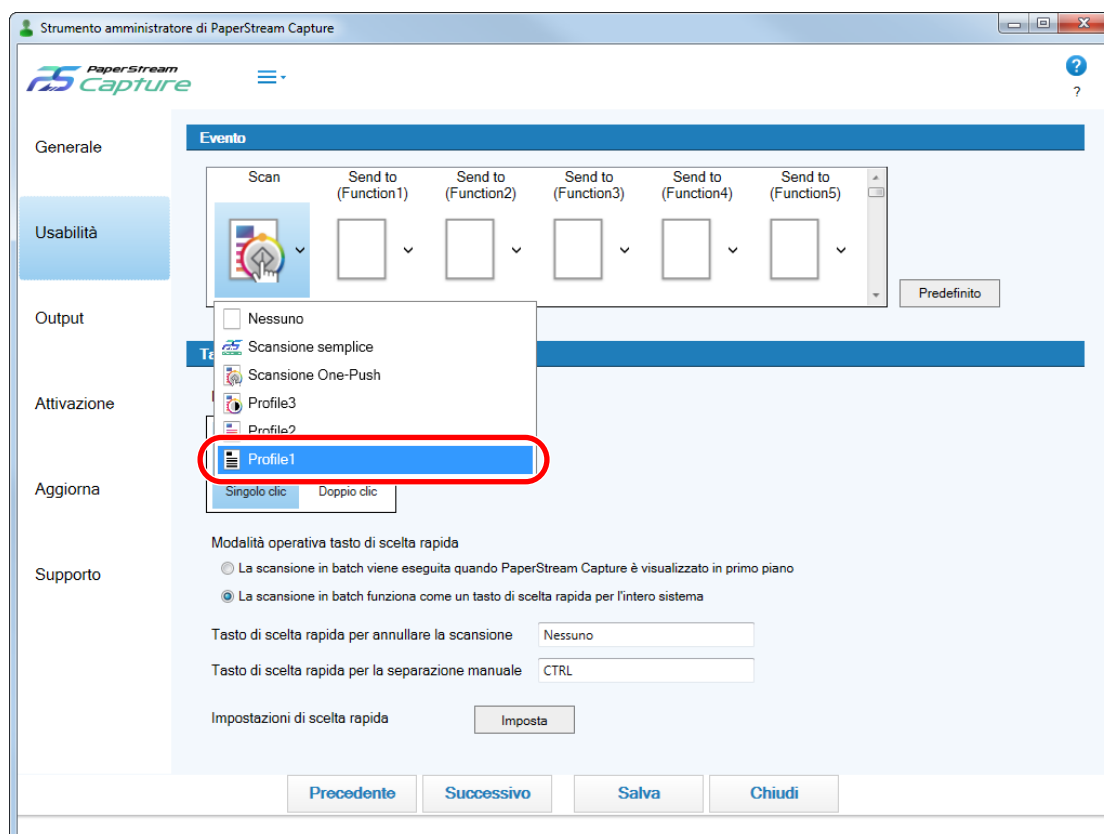 Strumento amministratore di PaperStream Capture
PaperStream
Capture
?
?
Generale
Usabilità
Output
Attivazione
Aggiorna
Supporto
Evento
Scan
Send to
(Function1)
Send to
(Function2)
Send to
(Function3)
Send to
(Function4)
Send to
(Function5)
Predefinito
Nessuno
Scansione semplice
Scansione One-Push
Profile3
Profile2
Profile1
Singolo clic
Doppio clic
Modalità operativa tasto di scelta rapida
La scansione in batch viene eseguita quando PaperStream Capture è visualizzato in primo piano
La scansione in batch funziona come un tasto di scelta rapida per l'intero sistema
Tasto di scelta rapida per annullare la scansione Nessuno
Tasto di scelta rapida per la separazione manuale CTRL
Impostazioni di scelta rapida Imposta
Precedente Successivo Salva Chiudi